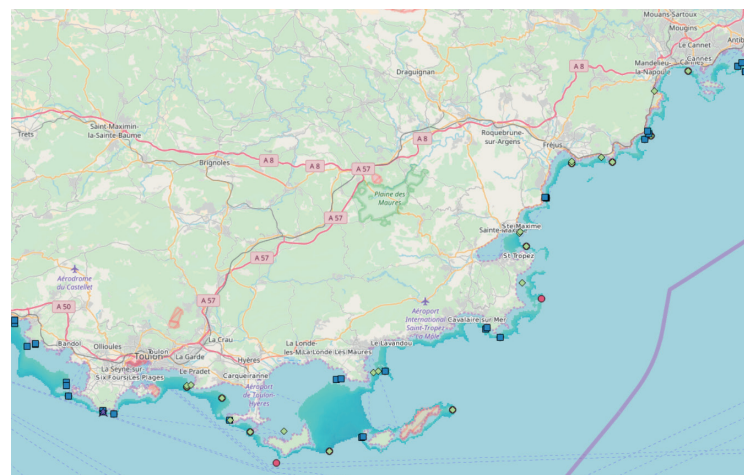 Mouans-Sartoux
Mougins
Le Cannet
Antib
Cannes
Mandelieu-
la-Napoule
A 8
Draguignan
Trets
Saint-Maximin-
la-Sainte-Baume
A 8
Roquebrune-
sur-Argens
Fréjus
Brignoles
A 8
A 8
A 57
Plaine des
Maures
A 57
Sainte-Maxime
St Tropez
A 57
Aérodrome
du Castellet
A 50
A 57
Aéroport
International
Saint-Tropez
La Môle
Cavalaire-sur-Mer
Bandol
Ollioules
Toulon
Toulon
La Garde
La Crau
La Londe
les-Maures
La Londe Les Maures
Le Lavandou
Hyères
La Seyne-sur-
Six Fours Les Plages
Le Pradet
Carqueiranne
Aéroport
de Toulon
Hyères